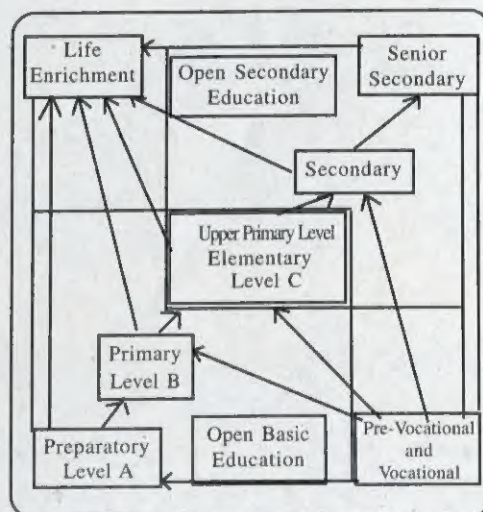 Life
Enrichment
Senior
Secondary
Open Secondary
Education
Secondary
Upper Primary Level
Elementary
Level C
Primary
Level B
Preparatory
Level A
Open Basic
Education
Pre-Vocational
and
Vocational